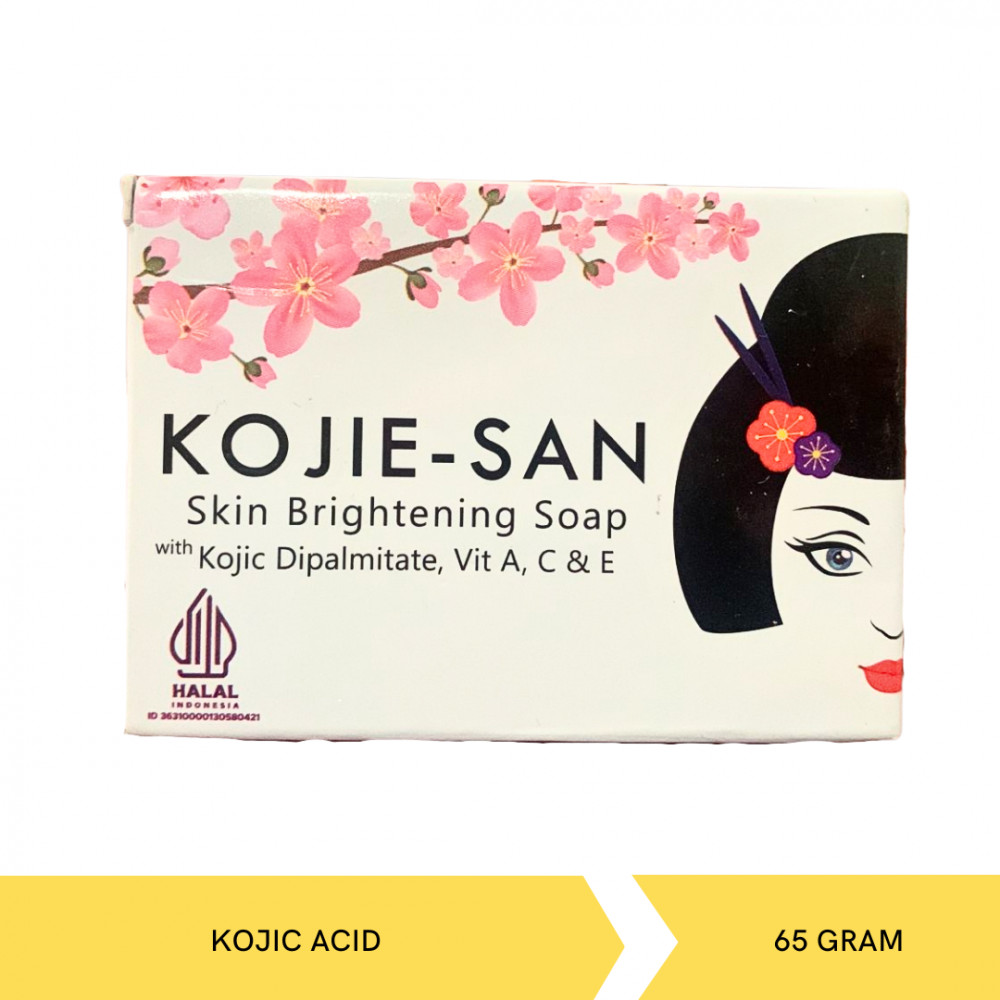 KOJIE-SAN
Skin Brightening Soap
with Kojic Dipalmitate, Vit A, C & E
HALAL
INDONESIA
ID 36310000130580421
KOJIC ACID
65 GRAM